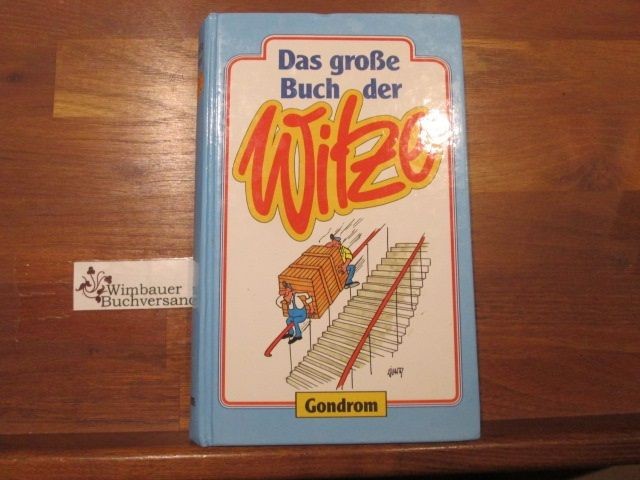 Das große
Buch der
Witze
Wimbauer
Buchversand
Gondrom